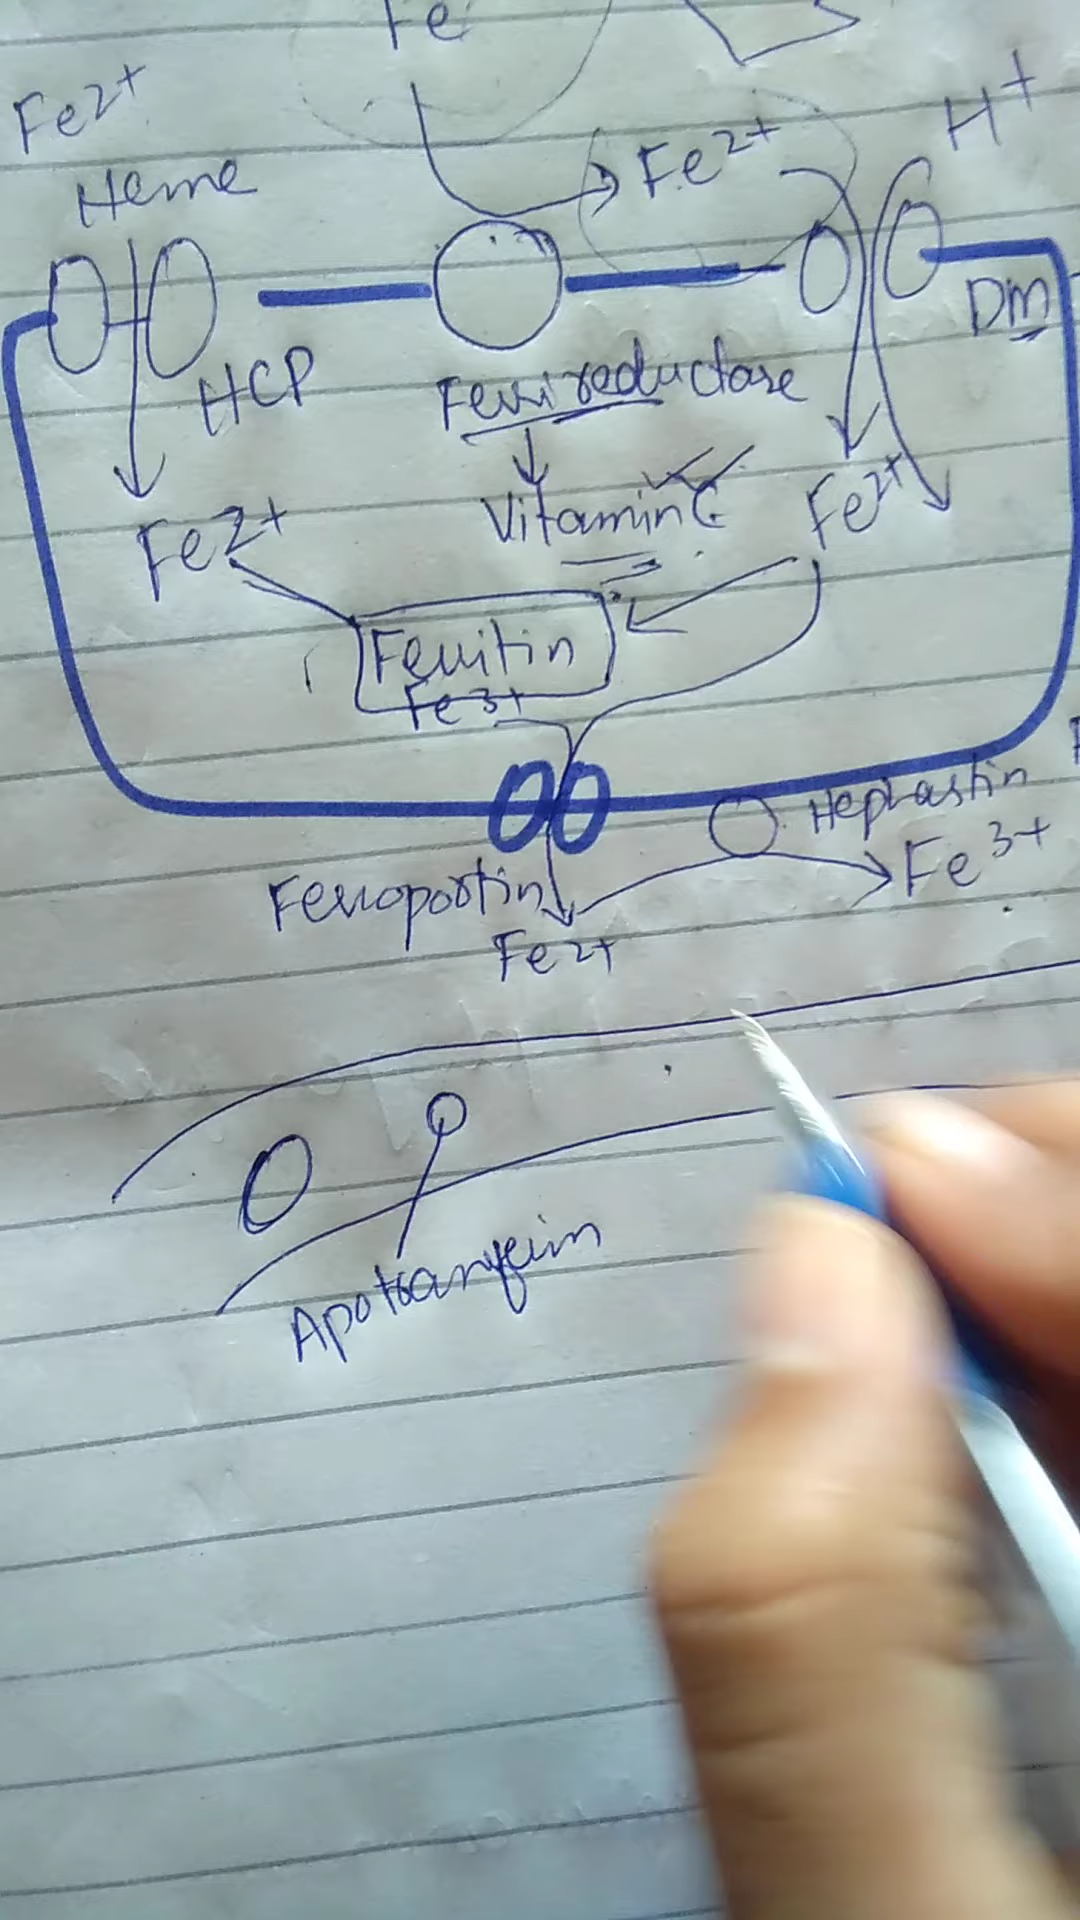 Fe
Fe2+
Heme
Fe2+
H+
HCP
Ferrireductase
DM
Vitamin C
Fe2+
Fe2+
Ferritin
Fe3+
Hephastin
Ferroportin
Fe3+
Fe2+
Apotransferrin